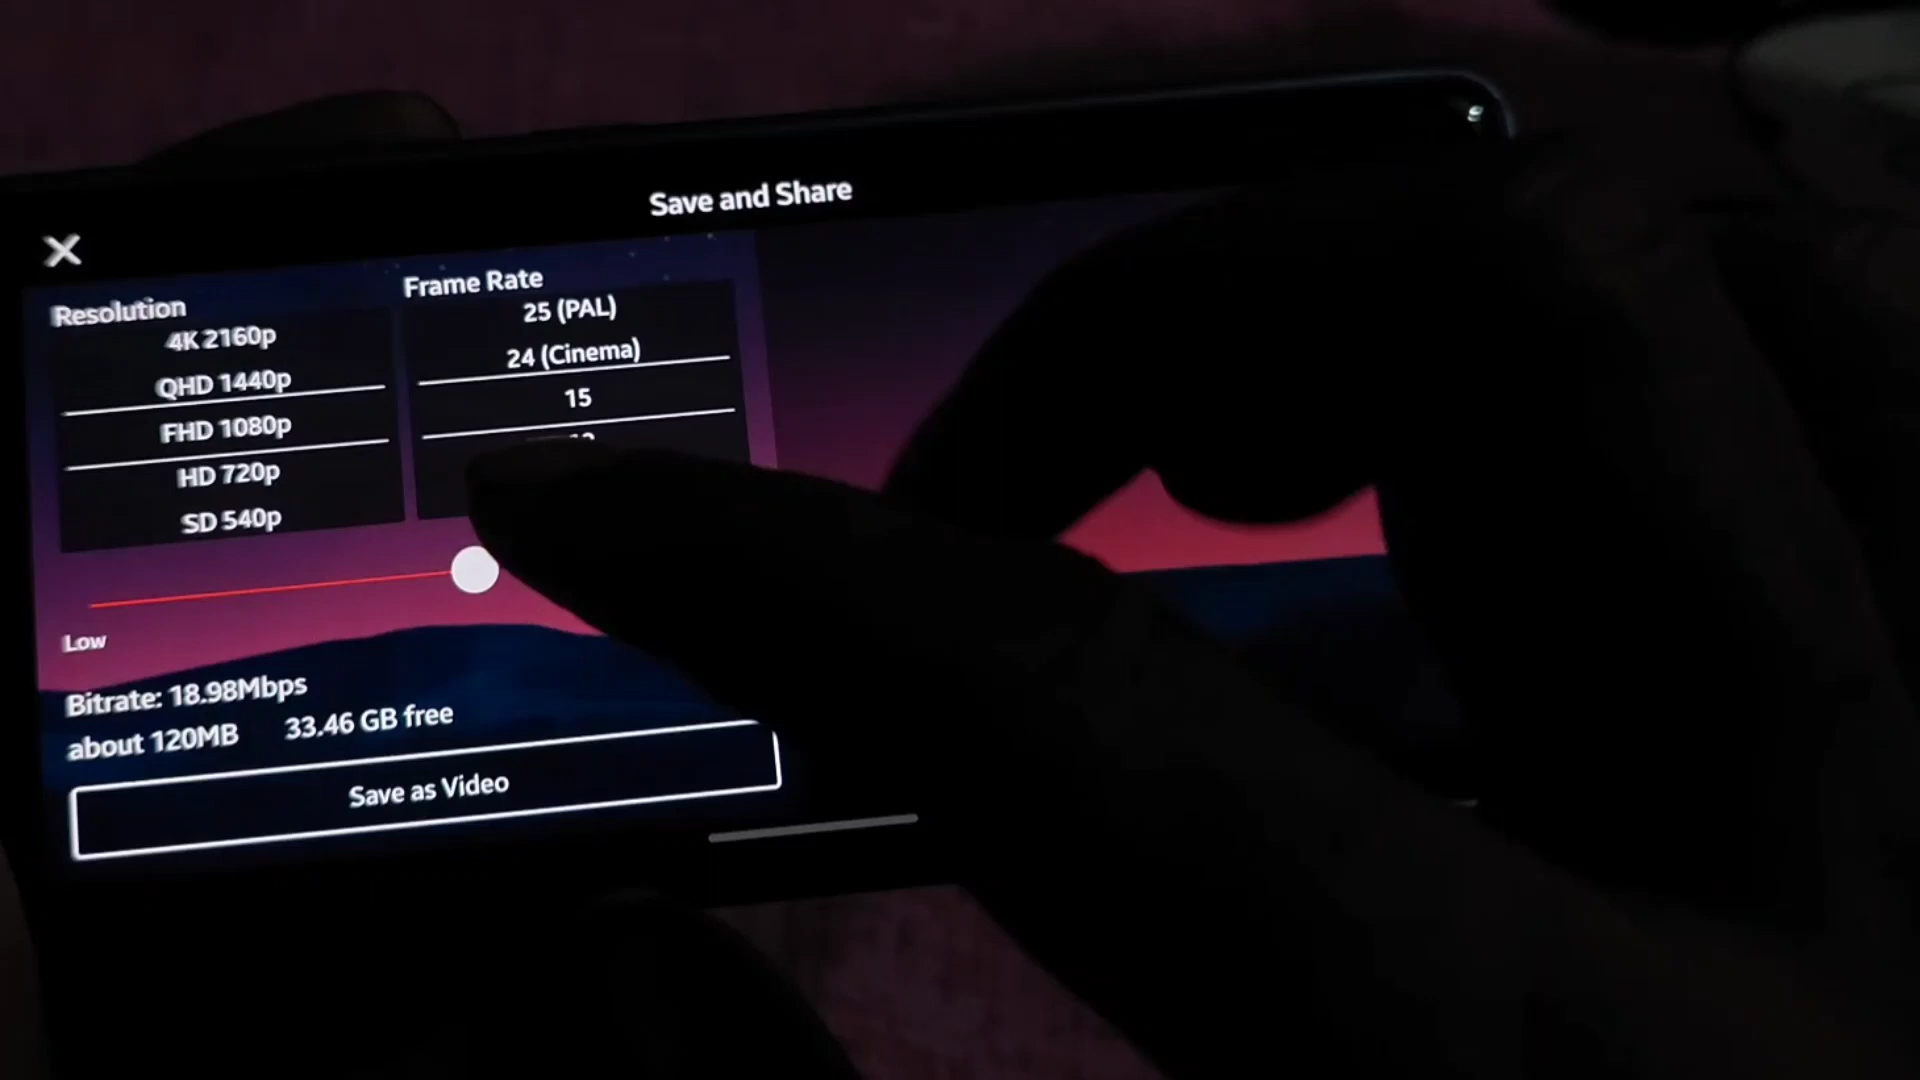 Save and Share
Resolution
Frame Rate
4K 2160p
QHD 1440p
FHD 1080p
HD 720p
SD 540p
25 (PAL)
24 (Cinema)
15
Low
Bitrate: 18.98Mbps
about 120MB 33.46 GB free
Save as Video